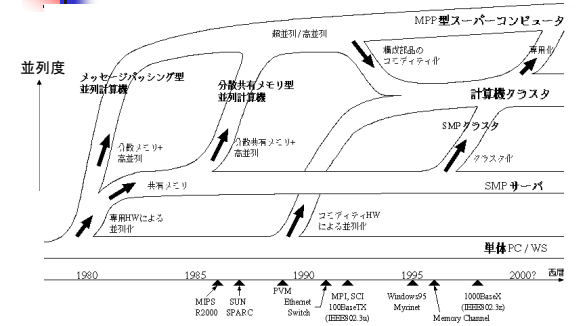 MPP型スーパーコンピュータ
超並列/高並列
構成部品の
コモディティ化
専用化
並列度
メッセージパッシング型
並列計算機
分散共有メモリ型
並列計算機
計算機クラスタ
SMPクラスタ
分散メモリ+
高並列
分散共有メモリ+
高並列
クラスタ化
共有メモリ
SMPサーバ
専用HWによる
並列化
コモディティHW
による並列化
単体PC / WS
1980
1985
1990
1995
2000?
西暦
MIPS
R2000
SUN
SPARC
PVM
Ethernet
Switch
MPI, SCI
100BaseTX
(IEEE802.3u)
Windows95
Myrinet
Memory Channel
1000BaseX
(IEEE802.3z)